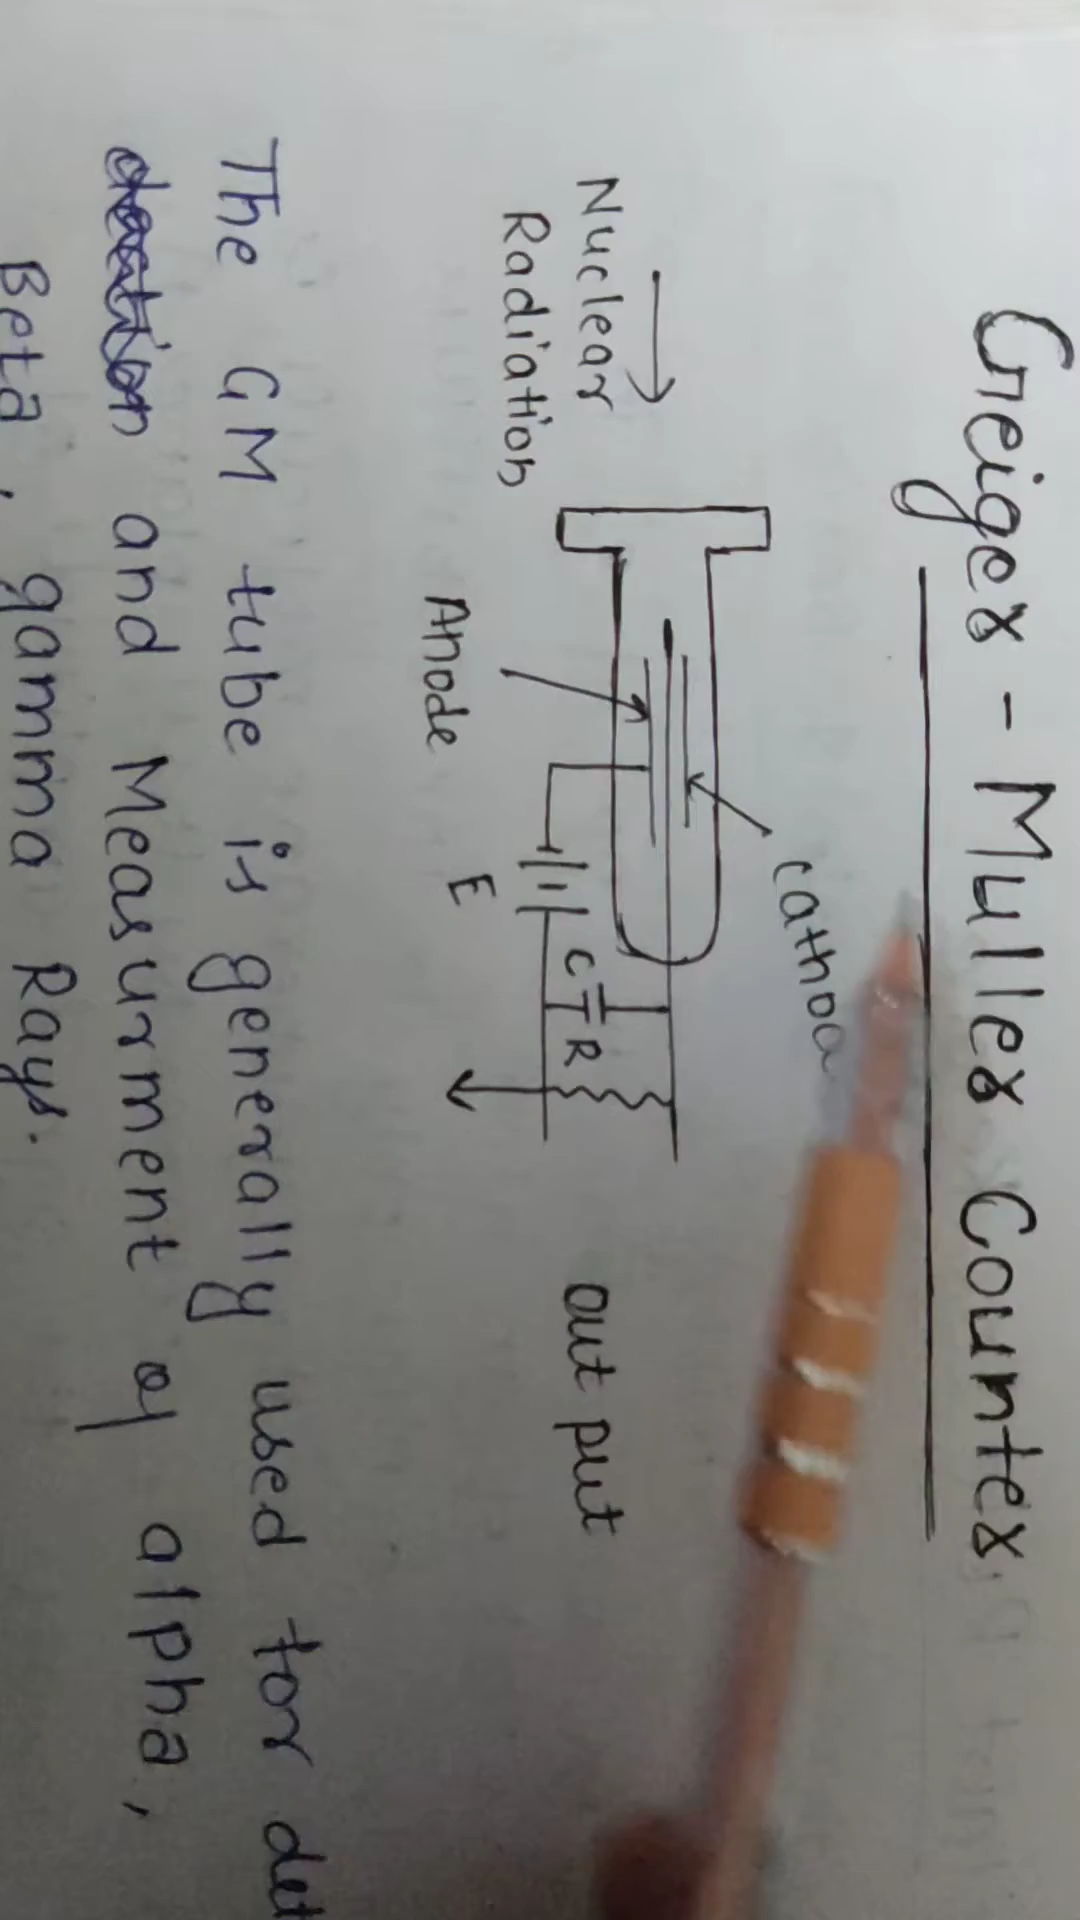 Geiger - Muller Counter
Nuclear
Radiation
cathod
Anode
E
C
R
out put
The GM tube is generally used for det
and Measurment of alpha,
Beta, gamma Rays.